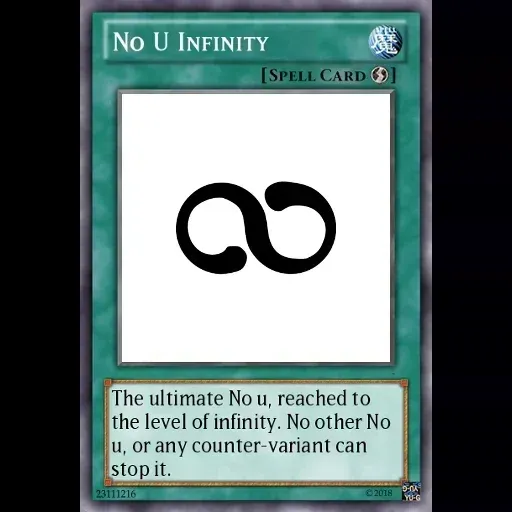 No U Infinity
魔
[Spell Card]
The ultimate No u, reached to
the level of infinity. No other No
u, or any counter-variant can
stop it.
23111216
©2018